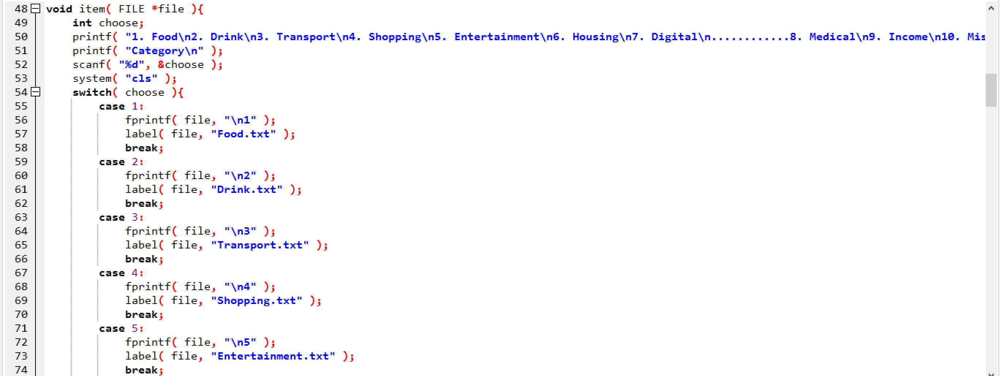 48 void item( FILE *file ){
49 int choose;
50 printf( "1. Food\n2. Drink\n3. Transport\n4. Shopping\n5. Entertainment\n6. Housing\n7. Digital\n............8. Medical\n9. Income\n10. Mis
51 printf( "Category\n" );
52 scanf( "%d", &choose );
53 system( "cls" );
54 switch( choose ){
55 case 1:
56 fprintf( file, "\n1" );
57 label( file, "Food.txt" );
58 break;
59 case 2:
60 fprintf( file, "\n2" );
61 label( file, "Drink.txt" );
62 break;
63 case 3:
64 fprintf( file, "\n3" );
65 label( file, "Transport.txt" );
66 break;
67 case 4:
68 fprintf( file, "\n4" );
69 label( file, "Shopping.txt" );
70 break;
71 case 5:
72 fprintf( file, "\n5" );
73 label( file, "Entertainment.txt" );
74 break;